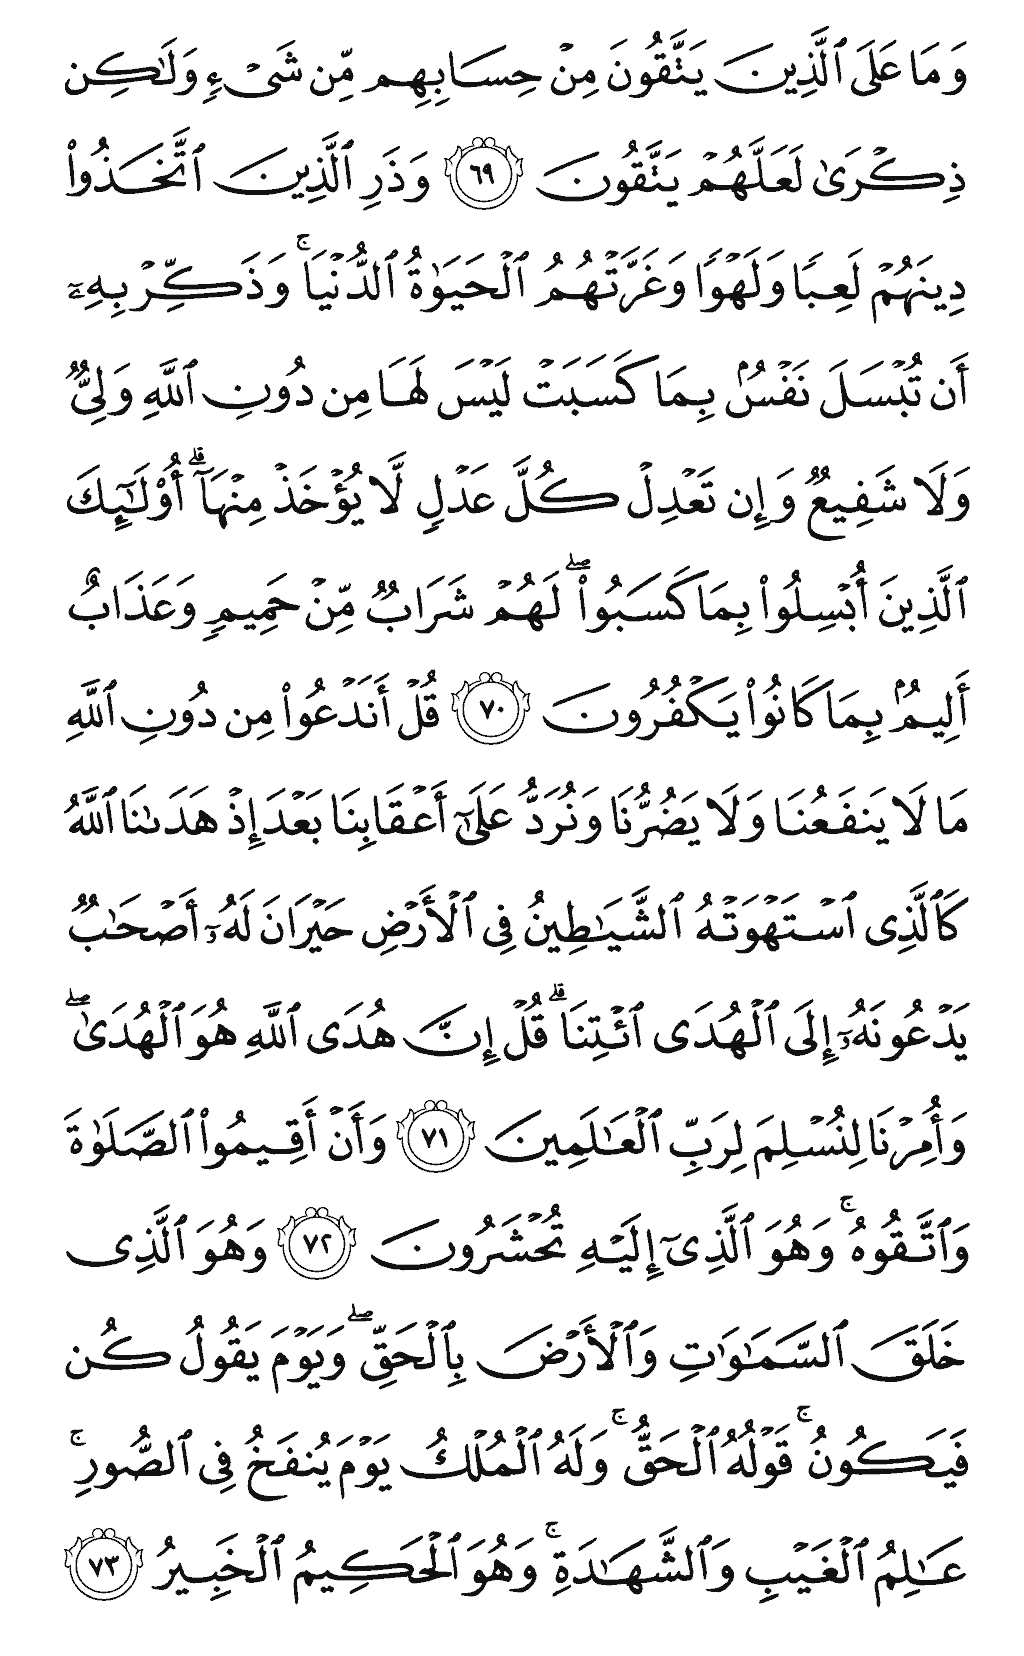 وَمَا عَلَى ٱلَّذِينَ يَتَّقُونَ مِنْ حِسَابِهِم مِّن شَىْءٍۢ وَلَـٰكِن
ذِكْرَىٰ لَعَلَّهُمْ يَتَّقُونَ ٦٩ وَذَرِ ٱلَّذِينَ ٱتَّخَذُوا۟
دِينَهُمْ لَعِبًۭا وَلَهْوًۭا وَغَرَّتْهُمُ ٱلْحَيَوٰةُ ٱلدُّنْيَا ۚ وَذَكِّرْ بِهِۦٓ
أَن تُبْسَلَ نَفْسٌۢ بِمَا كَسَبَتْ لَيْسَ لَهَا مِن دُونِ ٱللَّهِ وَلِىٌّۭ
وَلَا شَفِيعٌۭ وَإِن تَعْدِلْ كُلَّ عَدْلٍۢ لَّا يُؤْخَذْ مِنْهَآ ۗ أُو۟لَـٰٓئِكَ
ٱلَّذِينَ أُبْسِلُوا۟ بِمَا كَسَبُوا۟ ۖ لَهُمْ شَرَابٌۭ مِّنْ حَمِيمٍۢ وَعَذَابٌ
أَلِيمٌۢ بِمَا كَانُوا۟ يَكْفُرُونَ ٧٠ قُلْ أَنَدْعُوا۟ مِن دُونِ ٱللَّهِ
مَا لَا يَنفَعُنَا وَلَا يَضُرُّنَا وَنُرَدُّ عَلَىٰٓ أَعْقَابِنَا بَعْدَ إِذْ هَدَىٰنَا ٱللَّهُ
كَٱلَّذِى ٱسْتَهْوَتْهُ ٱلشَّيَـٰطِينُ فِى ٱلْأَرْضِ حَيْرَانَ لَهُۥٓ أَصْحَـٰبٌۭ
يَدْعُونَهُۥٓ إِلَى ٱلْهُدَى ٱئْتِنَا ۗ قُلْ إِنَّ هُدَى ٱللَّهِ هُوَ ٱلْهُدَىٰ ۖ
وَأُمِرْنَا لِنُسْلِمَ لِرَبِّ ٱلْعَـٰلَمِينَ ٧١ وَأَنْ أَقِيمُوا۟ ٱلصَّلَوٰةَ
وَٱتَّقُوهُ ۚ وَهُوَ ٱلَّذِىٓ إِلَيْهِ تُحْشَرُونَ ٧٢ وَهُوَ ٱلَّذِى
خَلَقَ ٱلسَّمَـٰوَٰتِ وَٱلْأَرْضَ بِٱلْحَقِّ ۖ وَيَوْمَ يَقُولُ كُن
فَيَكُونُ ۚ قَوْلُهُ ٱلْحَقُّ ۚ وَلَهُ ٱلْمُلْكُ يَوْمَ يُنفَخُ فِى ٱلصُّورِ ۚ
عَـٰلِمُ ٱلْغَيْبِ وَٱلشَّهَـٰدَةِ ۚ وَهُوَ ٱلْحَكِيمُ ٱلْخَبِيرُ ٧٣